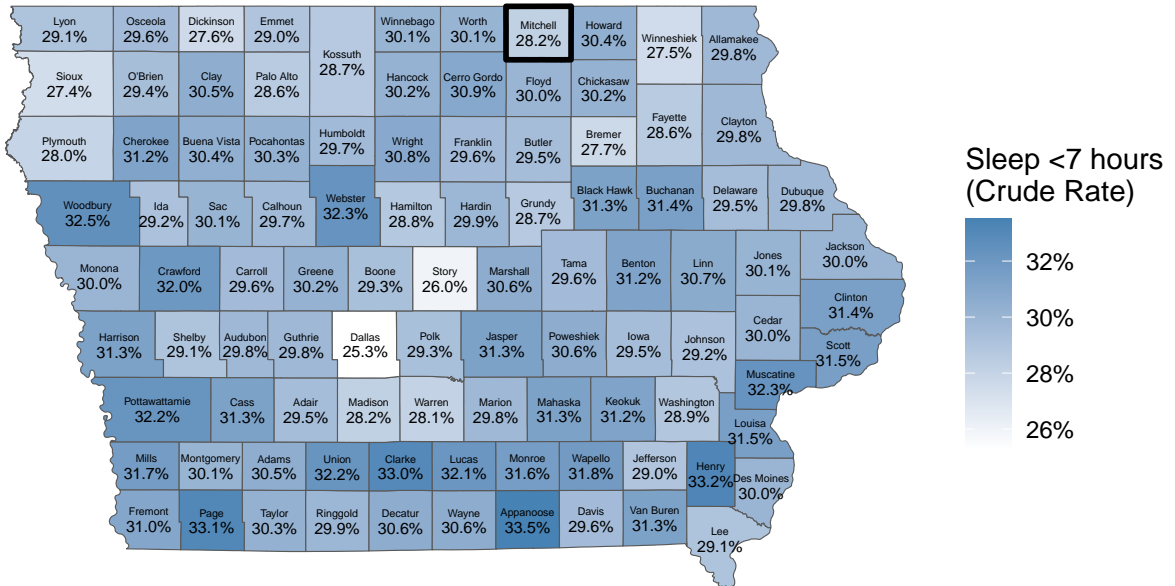 Lyon
29.1%
Osceola
29.6%
Dickinson
27.6%
Emmet
29.0%
Kossuth
28.7%
Winnebago
30.1%
Worth
30.1%
Mitchell
28.2%
Howard
30.4%
Winneshiek
27.5%
Allamakee
29.8%
Sioux
27.4%
O'Brien
29.4%
Clay
30.5%
Palo Alto
28.6%
Hancock
30.2%
Cerro Gordo
30.9%
Floyd
30.0%
Chickasaw
30.2%
Fayette
28.6%
Clayton
29.8%
Plymouth
28.0%
Cherokee
31.2%
Buena Vista
30.4%
Pocahontas
30.3%
Humboldt
29.7%
Wright
30.8%
Franklin
29.6%
Butler
29.5%
Bremer
27.7%
Woodbury
32.5%
Ida
29.2%
Sac
30.1%
Calhoun
29.7%
Webster
32.3%
Hamilton
28.8%
Hardin
29.9%
Grundy
28.7%
Black Hawk
31.3%
Buchanan
31.4%
Delaware
29.5%
Dubuque
29.8%
Monona
30.0%
Crawford
32.0%
Carroll
29.6%
Greene
30.2%
Boone
29.3%
Story
26.0%
Marshall
30.6%
Tama
29.6%
Benton
31.2%
Linn
30.7%
Jones
30.1%
Jackson
30.0%
Clinton
31.4%
Cedar
30.0%
Scott
31.5%
Harrison
31.3%
Shelby
29.1%
Audubon
29.8%
Guthrie
29.8%
Dallas
25.3%
Polk
29.3%
Jasper
31.3%
Poweshiek
30.6%
Iowa
29.5%
Johnson
29.2%
Muscatine
32.3%
Pottawattamie
32.2%
Cass
31.3%
Adair
29.5%
Madison
28.2%
Warren
28.1%
Marion
29.8%
Mahaska
31.3%
Keokuk
31.2%
Washington
28.9%
Louisa
31.5%
Mills
31.7%
Montgomery
30.1%
Adams
30.5%
Union
32.2%
Clarke
33.0%
Lucas
32.1%
Monroe
31.6%
Wapello
31.8%
Jefferson
29.0%
Henry
33.2%
Des Moines
30.0%
Fremont
31.0%
Page
33.1%
Taylor
30.3%
Ringgold
29.9%
Decatur
30.6%
Wayne
30.6%
Appanoose
33.5%
Davis
29.6%
Van Buren
31.3%
Lee
29.1%
Sleep <7 hours
(Crude Rate)
32%
30%
28%
26%